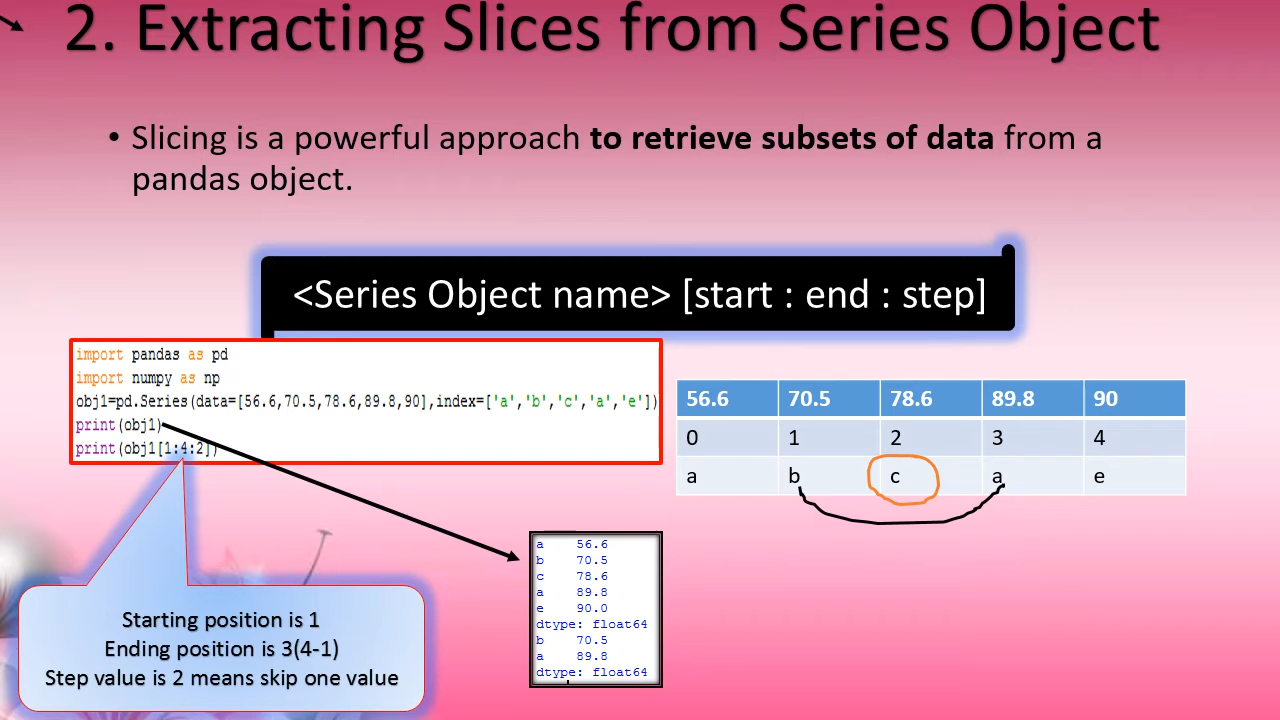 2. Extracting Slices from Series Object
• Slicing is a powerful approach to retrieve subsets of data from a
pandas object.
<Series Object name> [start : end : step]
import pandas as pd
import numpy as np
obj1=pd.Series(data=[56.6,70.5,78.6,89.8,90],index=['a','b','c','a','e'])
print(obj1)
print(obj1[1:4:2])
56.6 70.5 78.6 89.8 90
0 1 2 3 4
a b c a e
a 56.6
b 70.5
c 78.6
a 89.8
e 90.0
dtype: float64
b 70.5
a 89.8
dtype: float64
Starting position is 1
Ending position is 3(4-1)
Step value is 2 means skip one value